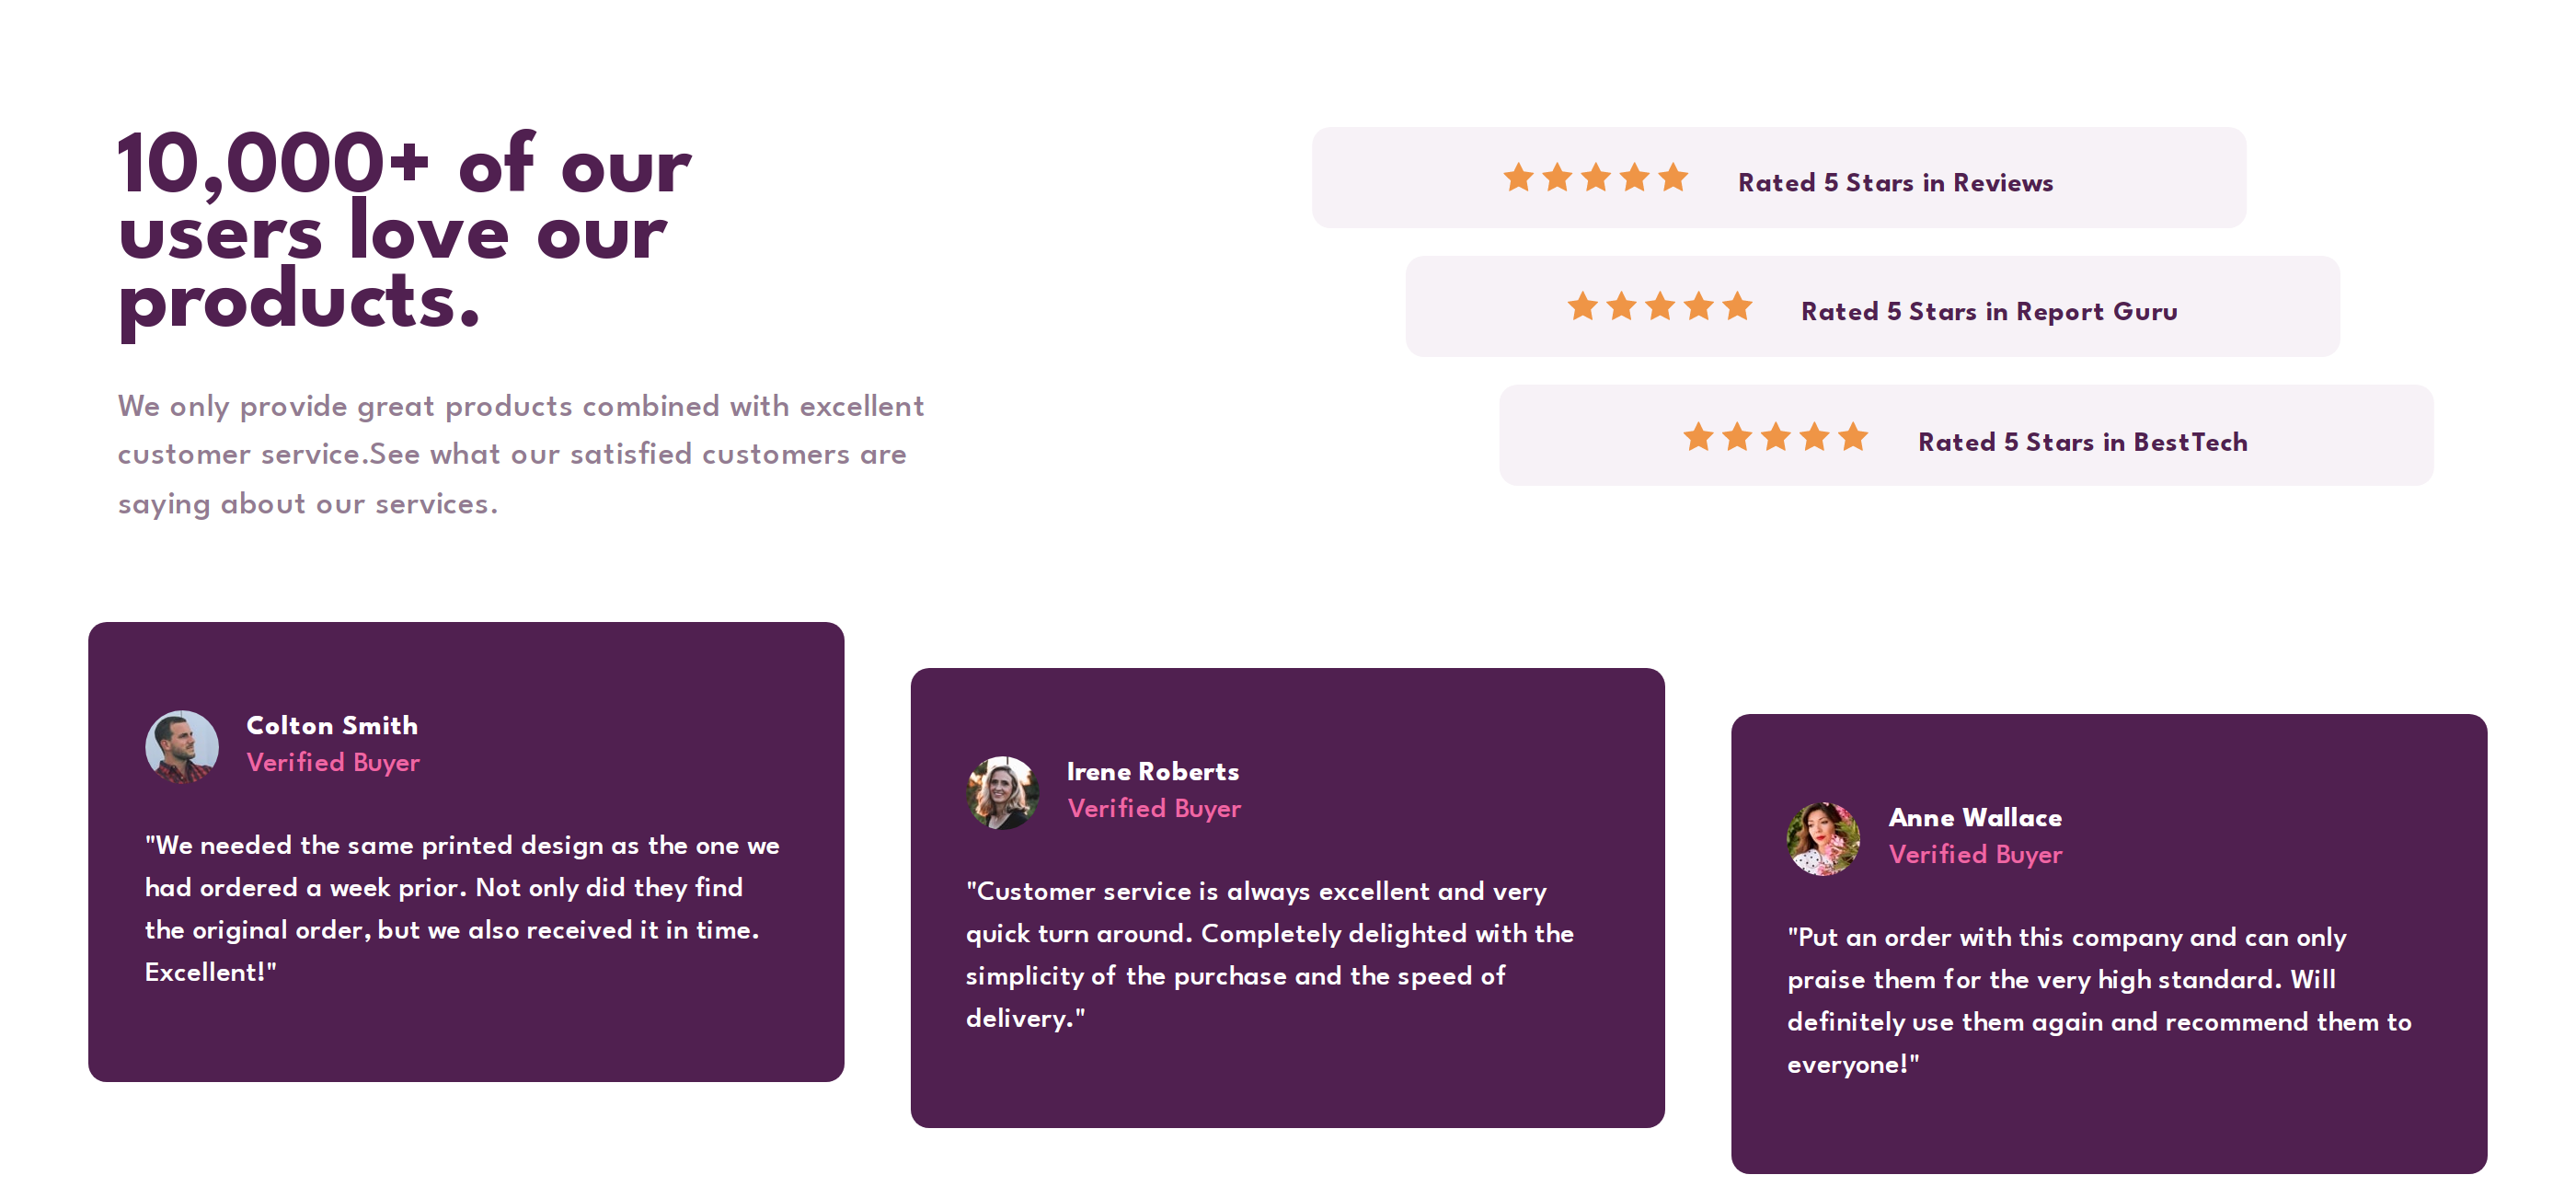 10,000+ of our
users love our
products.
We only provide great products combined with excellent
customer service.See what our satisfied customers are
saying about our services.
Rated 5 Stars in Reviews
Rated 5 Stars in Report Guru
Rated 5 Stars in BestTech
Colton Smith
Verified Buyer
"We needed the same printed design as the one we
had ordered a week prior. Not only did they find
the original order, but we also received it in time.
Excellent!"
Irene Roberts
Verified Buyer
"Customer service is always excellent and very
quick turn around. Completely delighted with the
simplicity of the purchase and the speed of
delivery."
Anne Wallace
Verified Buyer
"Put an order with this company and can only
praise them for the very high standard. Will
definitely use them again and recommend them to
everyone!"